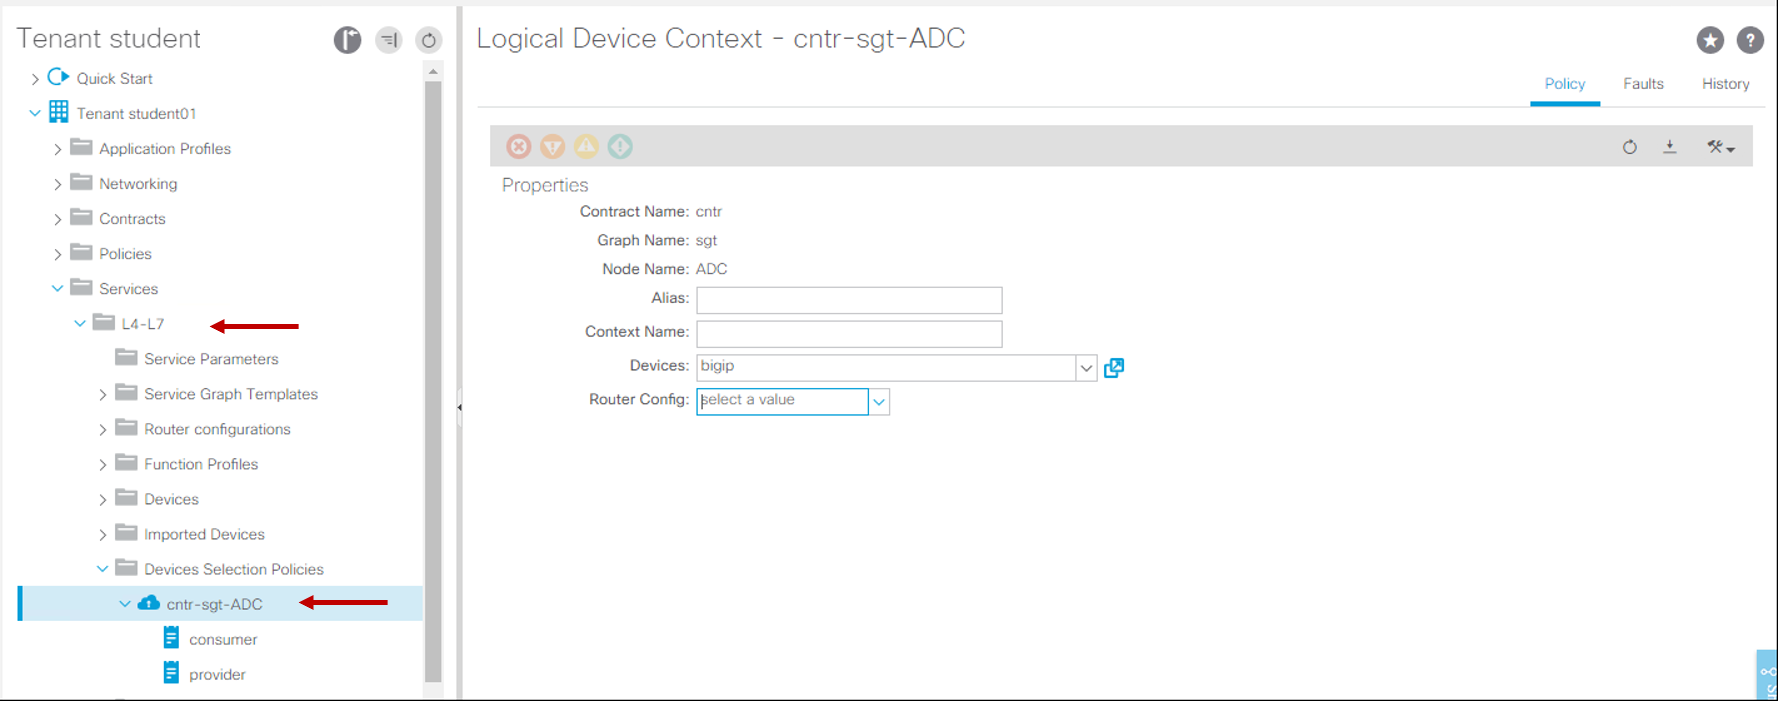 Tenant student
Quick Start
Tenant student01
Application Profiles
Networking
Contracts
Policies
Services
L4-L7
Service Parameters
Service Graph Templates
Router configurations
Function Profiles
Devices
Imported Devices
Devices Selection Policies
cntr-sgt-ADC
consumer
provider
Logical Device Context - cntr-sgt-ADC
Policy Faults History
Properties
Contract Name: cntr
Graph Name: sgt
Node Name: ADC
Alias:
Context Name:
Devices: bigip
Router Config: select a value